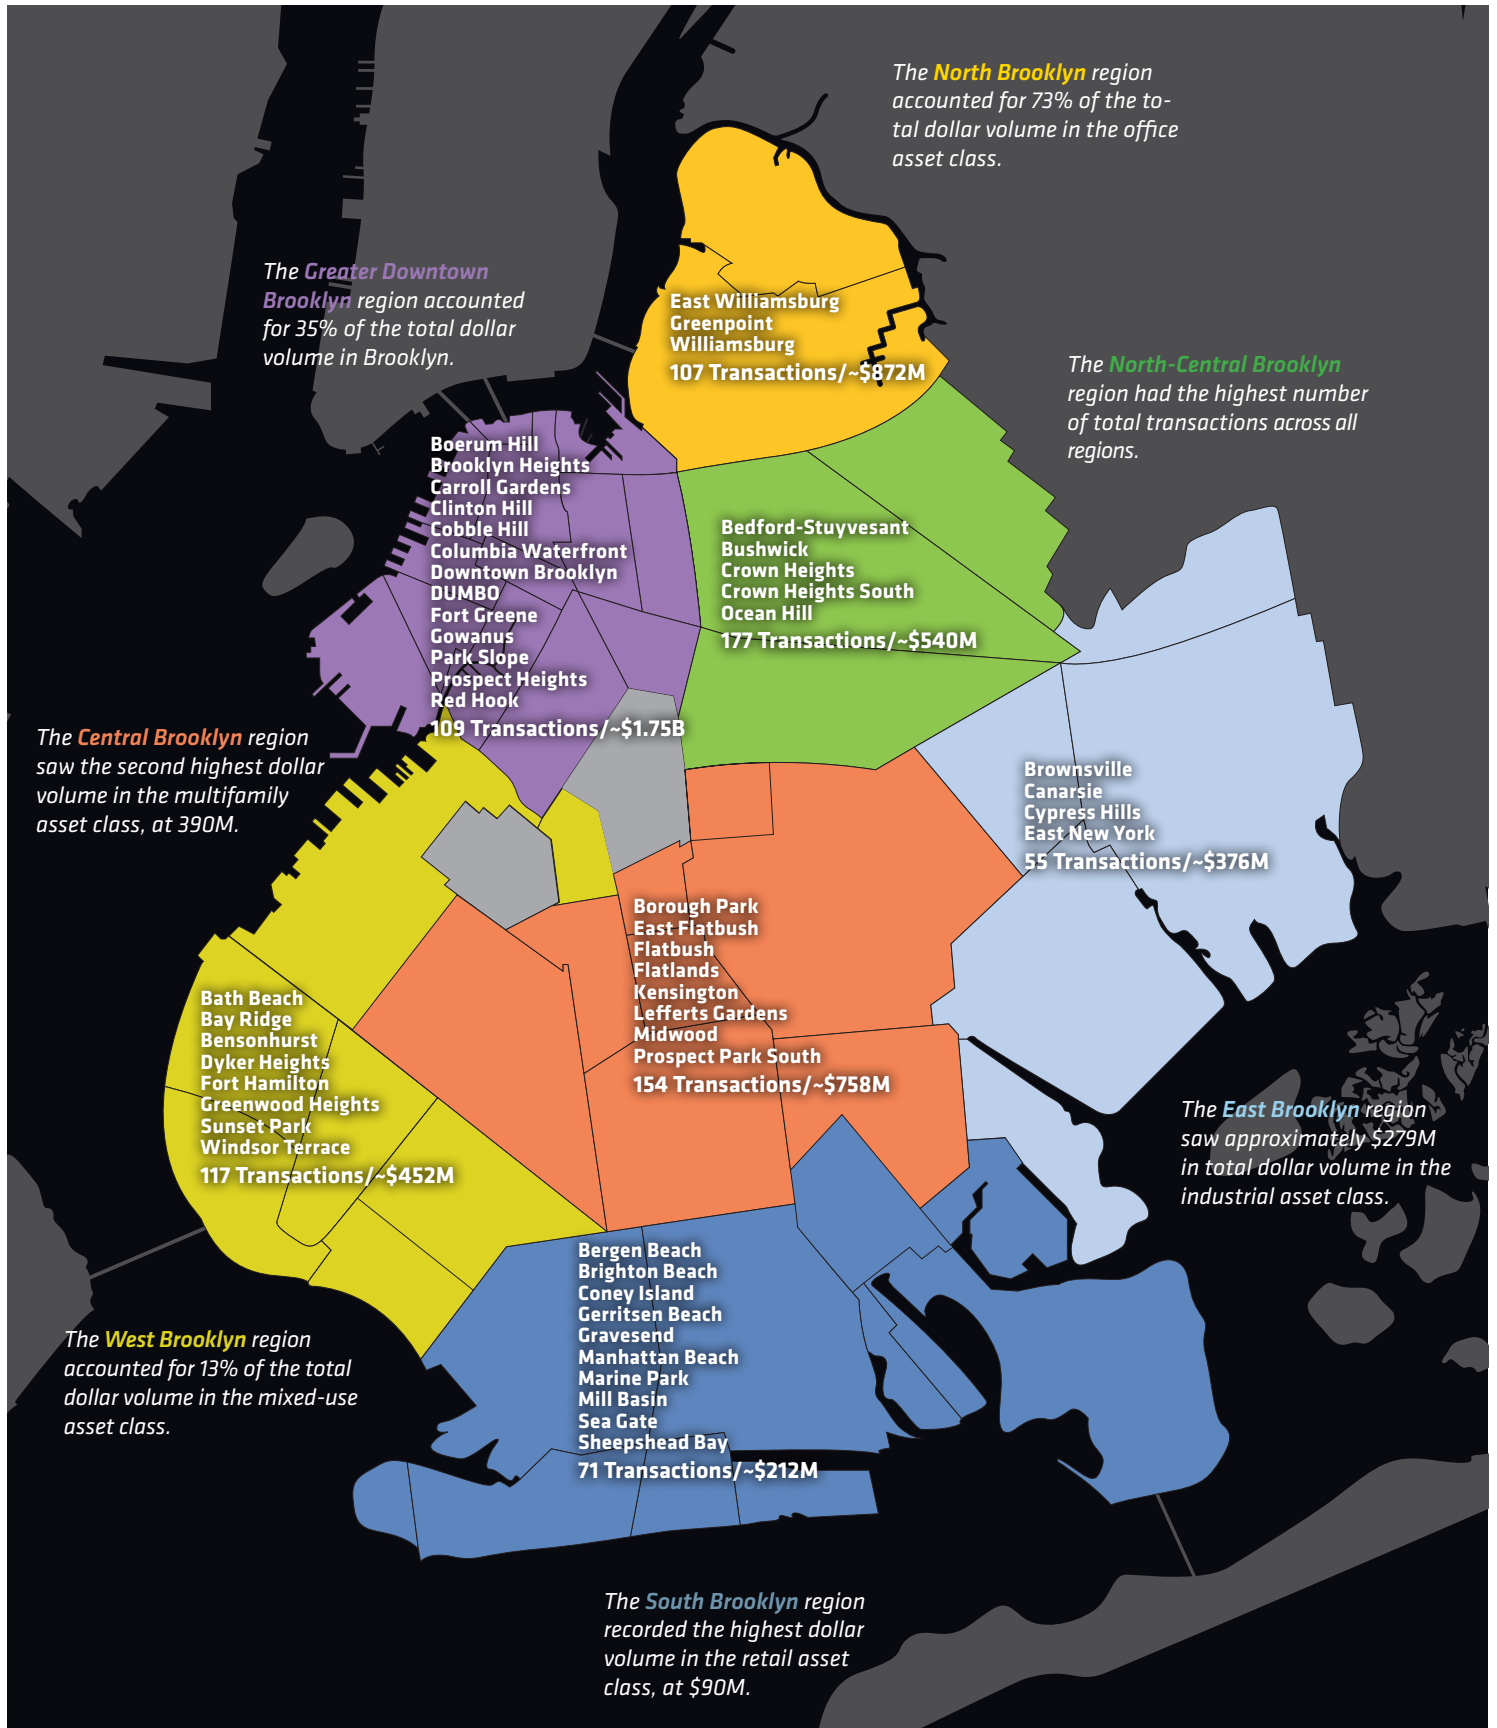 The North Brooklyn region
accounted for 73% of the to-
tal dollar volume in the office
asset class.
The Greater Downtown
Brooklyn region accounted
for 35% of the total dollar
volume in Brooklyn.
East Williamsburg
Greenpoint
Williamsburg
107 Transactions/~$872M
The North-Central Brooklyn
region had the highest number
of total transactions across all
regions.
Boerum Hill
Brooklyn Heights
Carroll Gardens
Clinton Hill
Cobble Hill
Columbia Waterfront
Downtown Brooklyn
DUMBO
Fort Greene
Gowanus
Park Slope
Prospect Heights
Red Hook
109 Transactions/~$1.75B
Bedford-Stuyvesant
Bushwick
Crown Heights
Crown Heights South
Ocean Hill
177 Transactions/~$540M
The Central Brooklyn region
saw the second highest dollar
volume in the multifamily
asset class, at 390M.
Brownsville
Canarsie
Cypress Hills
East New York
55 Transactions/~$376M
Borough Park
East Flatbush
Flatbush
Flatlands
Kensington
Lefferts Gardens
Midwood
Prospect Park South
154 Transactions/~$758M
Bath Beach
Bay Ridge
Bensonhurst
Dyker Heights
Fort Hamilton
Greenwood Heights
Sunset Park
Windsor Terrace
117 Transactions/~$452M
The East Brooklyn region
saw approximately $279M
in total dollar volume in the
industrial asset class.
Bergen Beach
Brighton Beach
Coney Island
Gerritsen Beach
Gravesend
Manhattan Beach
Marine Park
Mill Basin
Sea Gate
Sheepshead Bay
71 Transactions/~$212M
The West Brooklyn region
accounted for 13% of the total
dollar volume in the mixed-use
asset class.
The South Brooklyn region
recorded the highest dollar
volume in the retail asset
class, at $90M.